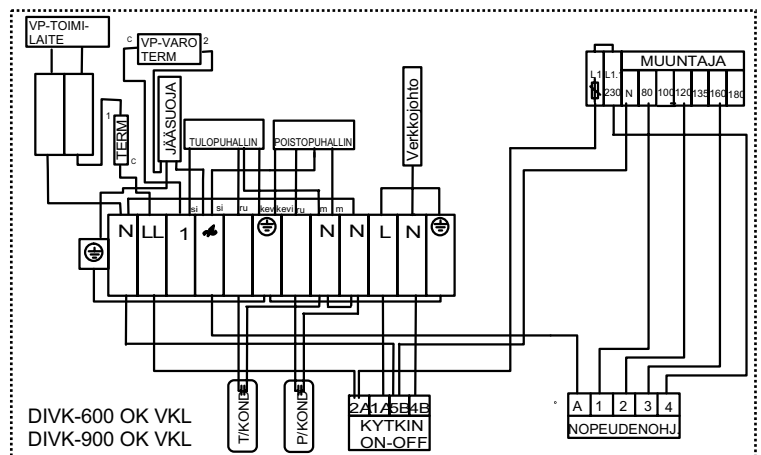 VP-TOIMI-
LAITE
C
VP-VARO
TERM
2
1
TERM
C
JÄÄSUOJA
TULOPUHALLIN
POISTOPUHALLIN
Verkkojohto
MUUNTAJA
L1
L1.
230
N
80
100
120
135
160
180
si
si
ru
kev
kevi
ru
m
m
N
LL
1
N
N
L
N
T/KOND
P/KOND
2A
1A
5B
4B
KYTKIN
ON-OFF
A
1
2
3
4
NOPEUDENOHJ.
DIVK-600 OK VKL
DIVK-900 OK VKL